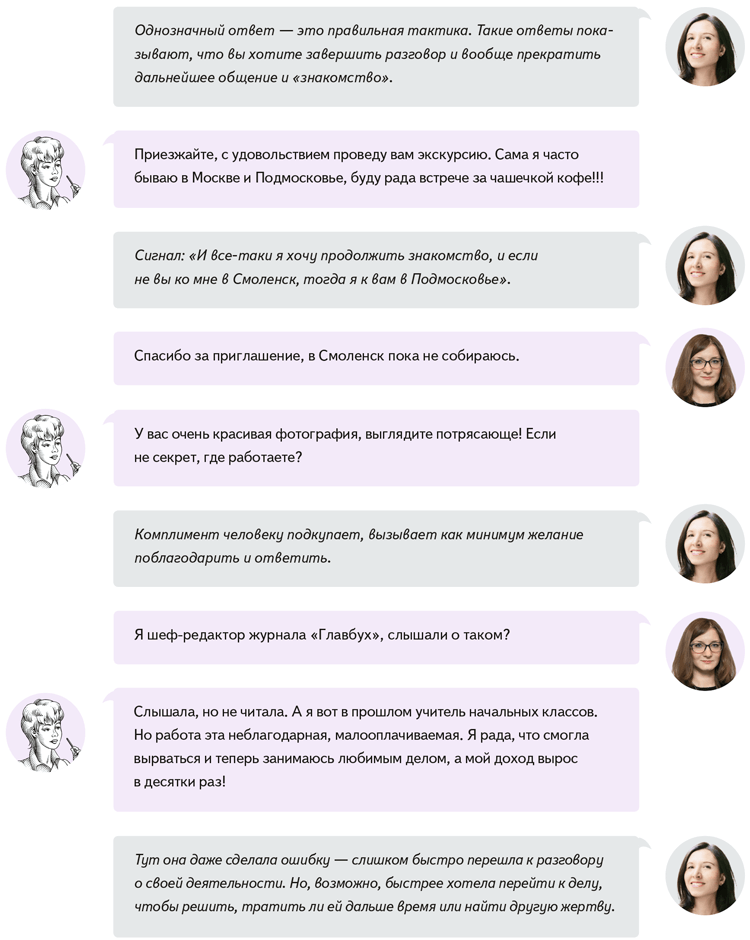 Однозначный ответ — это правильная тактика. Такие ответы пока-
зывают, что вы хотите завершить разговор и вообще прекратить
дальнейшее общение и «знакомство».
Приезжайте, с удовольствием проведу вам экскурсию. Сама я часто
бываю в Москве и Подмосковье, буду рада встрече за чашечкой кофе!!!
Сигнал: «И все-таки я хочу продолжить знакомство, и если
не вы ко мне в Смоленск, тогда я к вам в Подмосковье».
Спасибо за приглашение, в Смоленск пока не собираюсь.
У вас очень красивая фотография, выглядите потрясающе! Если
не секрет, где работаете?
Комплимент человеку подкупает, вызывает как минимум желание
поблагодарить и ответить.
Я шеф-редактор журнала «Главбух», слышали о таком?
Слышала, но не читала. А я вот в прошлом учитель начальных классов.
Но работа эта неблагодарная, малооплачиваемая. Я рада, что смогла
вырваться и теперь занимаюсь любимым делом, а мой доход вырос
в десятки раз!
Тут она даже сделала ошибку — слишком быстро перешла к разговору
о своей деятельности. Но, возможно, быстрее хотела перейти к делу,
чтобы решить, тратить ли ей дальше время или найти другую жертву.